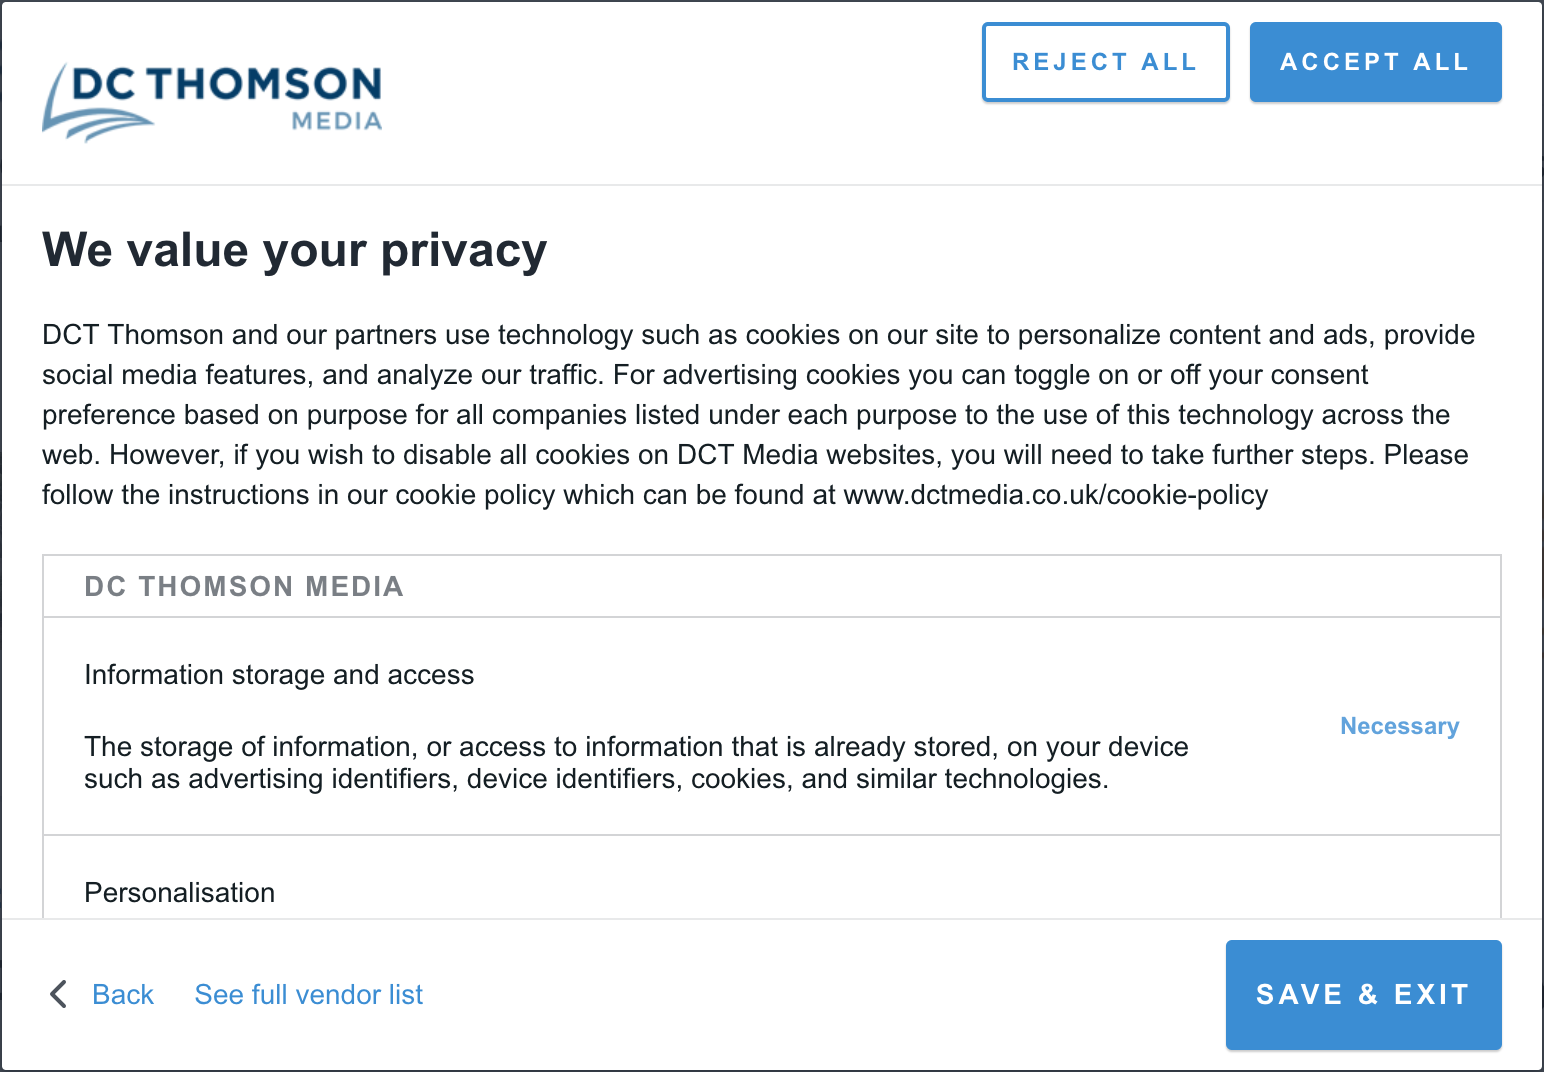 DC THOMSON
MEDIA
REJECT ALL
ACCEPT ALL
We value your privacy
DCT Thomson and our partners use technology such as cookies on our site to personalize content and ads, provide
social media features, and analyze our traffic. For advertising cookies you can toggle on or off your consent
preference based on purpose for all companies listed under each purpose to the use of this technology across the
web. However, if you wish to disable all cookies on DCT Media websites, you will need to take further steps. Please
follow the instructions in our cookie policy which can be found at www.dctmedia.co.uk/cookie-policy
DC THOMSON MEDIA
Information storage and access
Necessary
The storage of information, or access to information that is already stored, on your device
such as advertising identifiers, device identifiers, cookies, and similar technologies.
Personalisation
Back
See full vendor list
SAVE & EXIT